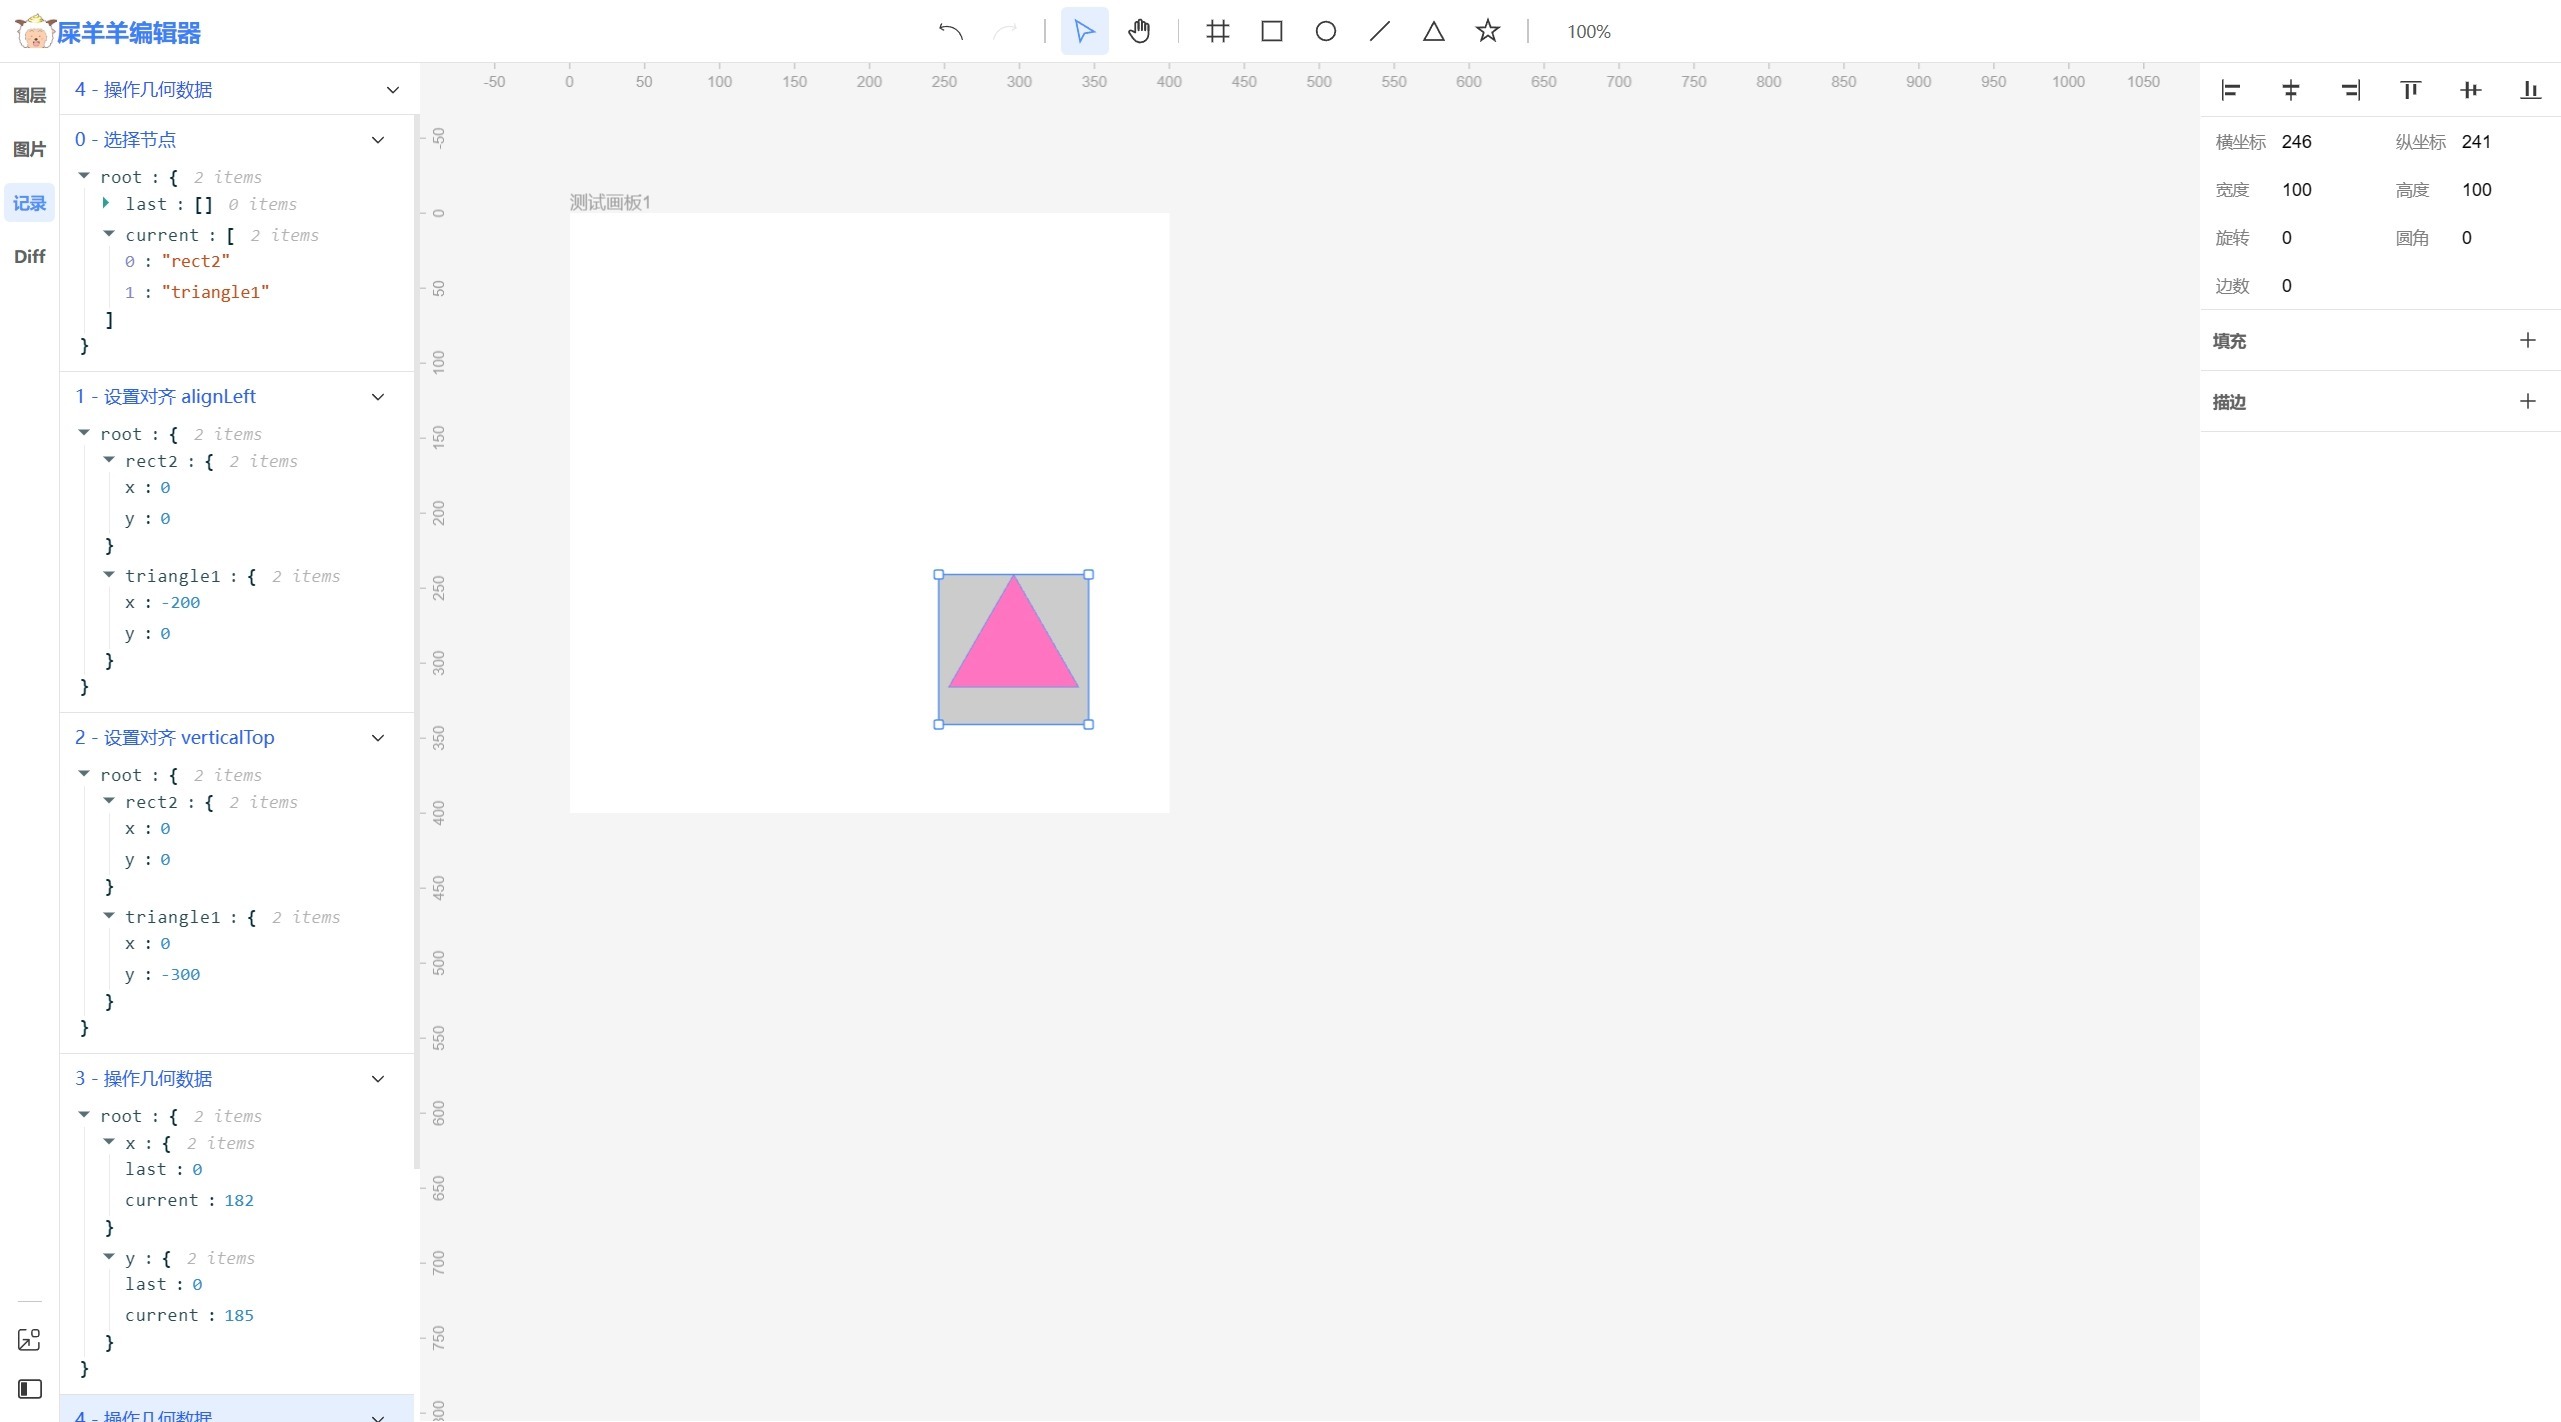 屎羊羊编辑器
100%
图层
图片
记录
Diff
4 - 操作几何数据
0 - 选择节点
root : { 2 items
last : [] 0 items
current : [ 2 items
0 : "rect2"
1 : "triangle1"
]
}
1 - 设置对齐 alignLeft
root : { 2 items
rect2 : { 2 items
x : 0
y : 0
}
triangle1 : { 2 items
x : -200
y : 0
}
}
2 - 设置对齐 verticalTop
root : { 2 items
rect2 : { 2 items
x : 0
y : 0
}
triangle1 : { 2 items
x : 0
y : -300
}
}
3 - 操作几何数据
root : { 2 items
x : { 2 items
last : 0
current : 182
}
y : { 2 items
last : 0
current : 185
}
}
4 - 操作几何数据
-50 0 50 100 150 200 250 300 350 400 450 500 550 600 650 700 750 800 850 900 950 1000 1050
-50
0
50
100
150
200
250
300
350
400
450
500
550
600
650
700
750
测试画板1
横坐标 246 纵坐标 241
宽度 100 高度 100
旋转 0 圆角 0
边数 0
填充
描边